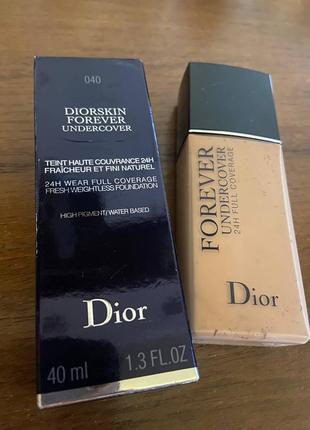 040
DIORSKIN
FOREVER
UNDERCOVER
TEINT HAUTE COUVRANCE 24H
FRAÎCHEUR ET FINI NATUREL
24H WEAR FULL COVERAGE
FRESH WEIGHTLESS FOUNDATION
HIGH PIGMENT/WATER BASED
Dior
40 ml 1.3 FL.OZ
FOREVER
UNDERCOVER
24H FULL COVERAGE
Dior